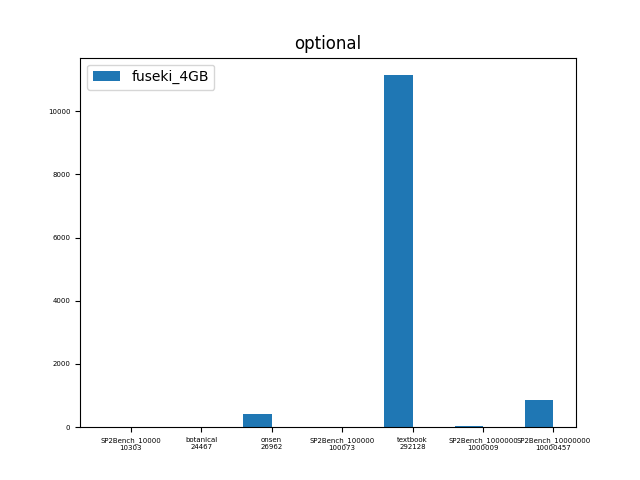 optional
fuseki_4GB
10000
8000
6000
4000
2000
0
SP2Bench_10000 botanical onsen SP2Bench_100000 textbook SP2Bench_1000000 SP2Bench_10000000
10303 24467 26962 100073 292128 1000009 10000457